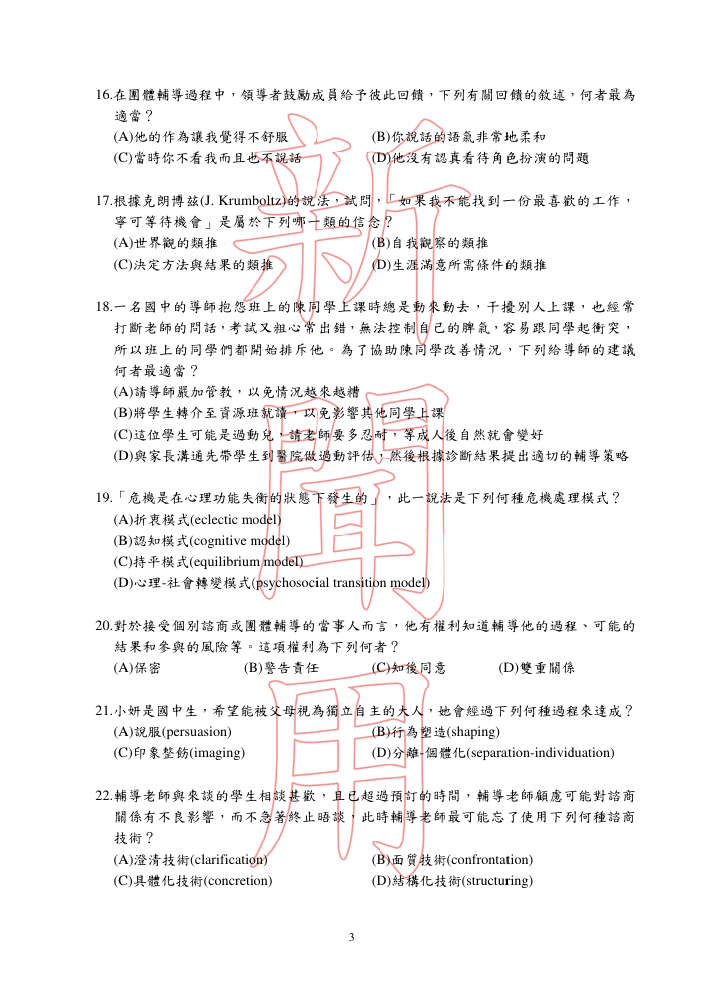 16.在團體輔導過程中，領導者鼓勵成員給予彼此回饋，下列有關回饋的敘述，何者最為
適當？
(A)他的作為讓我覺得不舒服 (B)你說話的語氣非常地柔和
(C)當時你不看我而且也不說話 (D)他沒有認真看待角色扮演的問題
17.根據克朗博茲(J. Krumboltz)的說法，試問，「如果我不能找到一份最喜歡的工作，
寧可等待機會」是屬於下列哪一類的信念？
(A)世界觀的類推 (B)自我觀察的類推
(C)決定方法與結果的類推 (D)生涯滿意所需條件的類推
18.一名國中的導師抱怨班上的陳同學上課時總是動來動去，干擾別人上課，也經常
打斷老師的問話，考試又粗心常出錯，無法控制自己的脾氣，容易跟同學起衝突，
所以班上的同學們都開始排斥他。為了協助陳同學改善情況，下列給導師的建議
何者最適當？
(A)請導師嚴加管教，以免情況越來越糟
(B)將學生轉介至資源班就讀，以免影響其他同學上課
(C)這位學生可能是過動兒，請老師要多忍耐，等成人後自然就會變好
(D)與家長溝通先帶學生到醫院做過動評估，然後根據診斷結果提出適切的輔導策略
19.「危機是在心理功能失衡的狀態下發生的」，此一說法是下列何種危機處理模式？
(A)折衷模式(eclectic model)
(B)認知模式(cognitive model)
(C)持平模式(equilibrium model)
(D)心理-社會轉變模式(psychosocial transition model)
20.對於接受個別諮商或團體輔導的當事人而言，他有權利知道輔導他的過程、可能的
結果和參與的風險等。這項權利為下列何者？
(A)保密 (B)警告責任 (C)知後同意 (D)雙重關係
21.小妍是國中生，希望能被父母視為獨立自主的大人，她會經過下列何種過程來達成？
(A)說服(persuasion) (B)行為塑造(shaping)
(C)印象整飭(imaging) (D)分離-個體化(separation-individuation)
22.輔導老師與來談的學生相談甚歡，且已超過預訂的時間，輔導老師顧慮可能對諮商
關係有不良影響，而不急著終止晤談，此時輔導老師最可能忘了使用下列何種諮商
技術？
(A)澄清技術(clarification) (B)面質技術(confrontation)
(C)具體化技術(concretion) (D)結構化技術(structuring)
新聞用
3